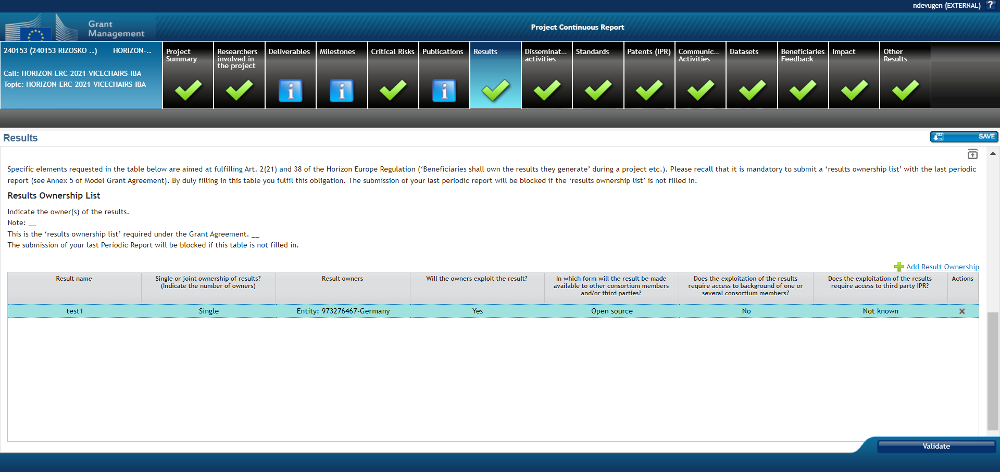 ndevugen (EXTERNAL) ?
Grant
Management
Project Continuous Report
240153 (240153 RIZOSKO ..) HORIZON-..
Call: HORIZON-ERC-2021-VICECHAIRS-IBA
Topic: HORIZON-ERC-2021-VICECHAIRS-IBA
Project
Summary
Researchers
involved in
the project
Deliverables
Milestones
Critical Risks
Publications
Results
Disseminat...
activities
Standards
Patents (IPR)
Communic...
Activities
Datasets
Beneficiaries
Feedback
Impact
Other
Results
i
i
i
Results
SAVE
Specific elements requested in the table below are aimed at fulfilling Art. 2(21) and 38 of the Horizon Europe Regulation (‘Beneficiaries shall own the results they generate’ during a project etc.). Please recall that it is mandatory to submit a ‘results ownership list’ with the last periodic
report (see Annex 5 of Model Grant Agreement). By duly filling in this table you fulfil this obligation. The submission of your last periodic report will be blocked if the ‘results ownership list’ is not filled in.
Results Ownership List
Indicate the owner(s) of the results.
Note: __
This is the ‘results ownership list’ required under the Grant Agreement. __
The submission of your last Periodic Report will be blocked if this table is not filled in.
Add Result Ownership
Result name
Single or joint ownership of results?
(Indicate the number of owners)
Result owners
Will the owners exploit the result?
In which form will the result be made
available to other consortium members
and/or third parties?
Does the exploitation of the results
require access to background of one or
several consortium members?
Does the exploitation of the results
require access to third party IPR?
Actions
test1 Single Entity: 973276467-Germany Yes Open source No Not known
Validate